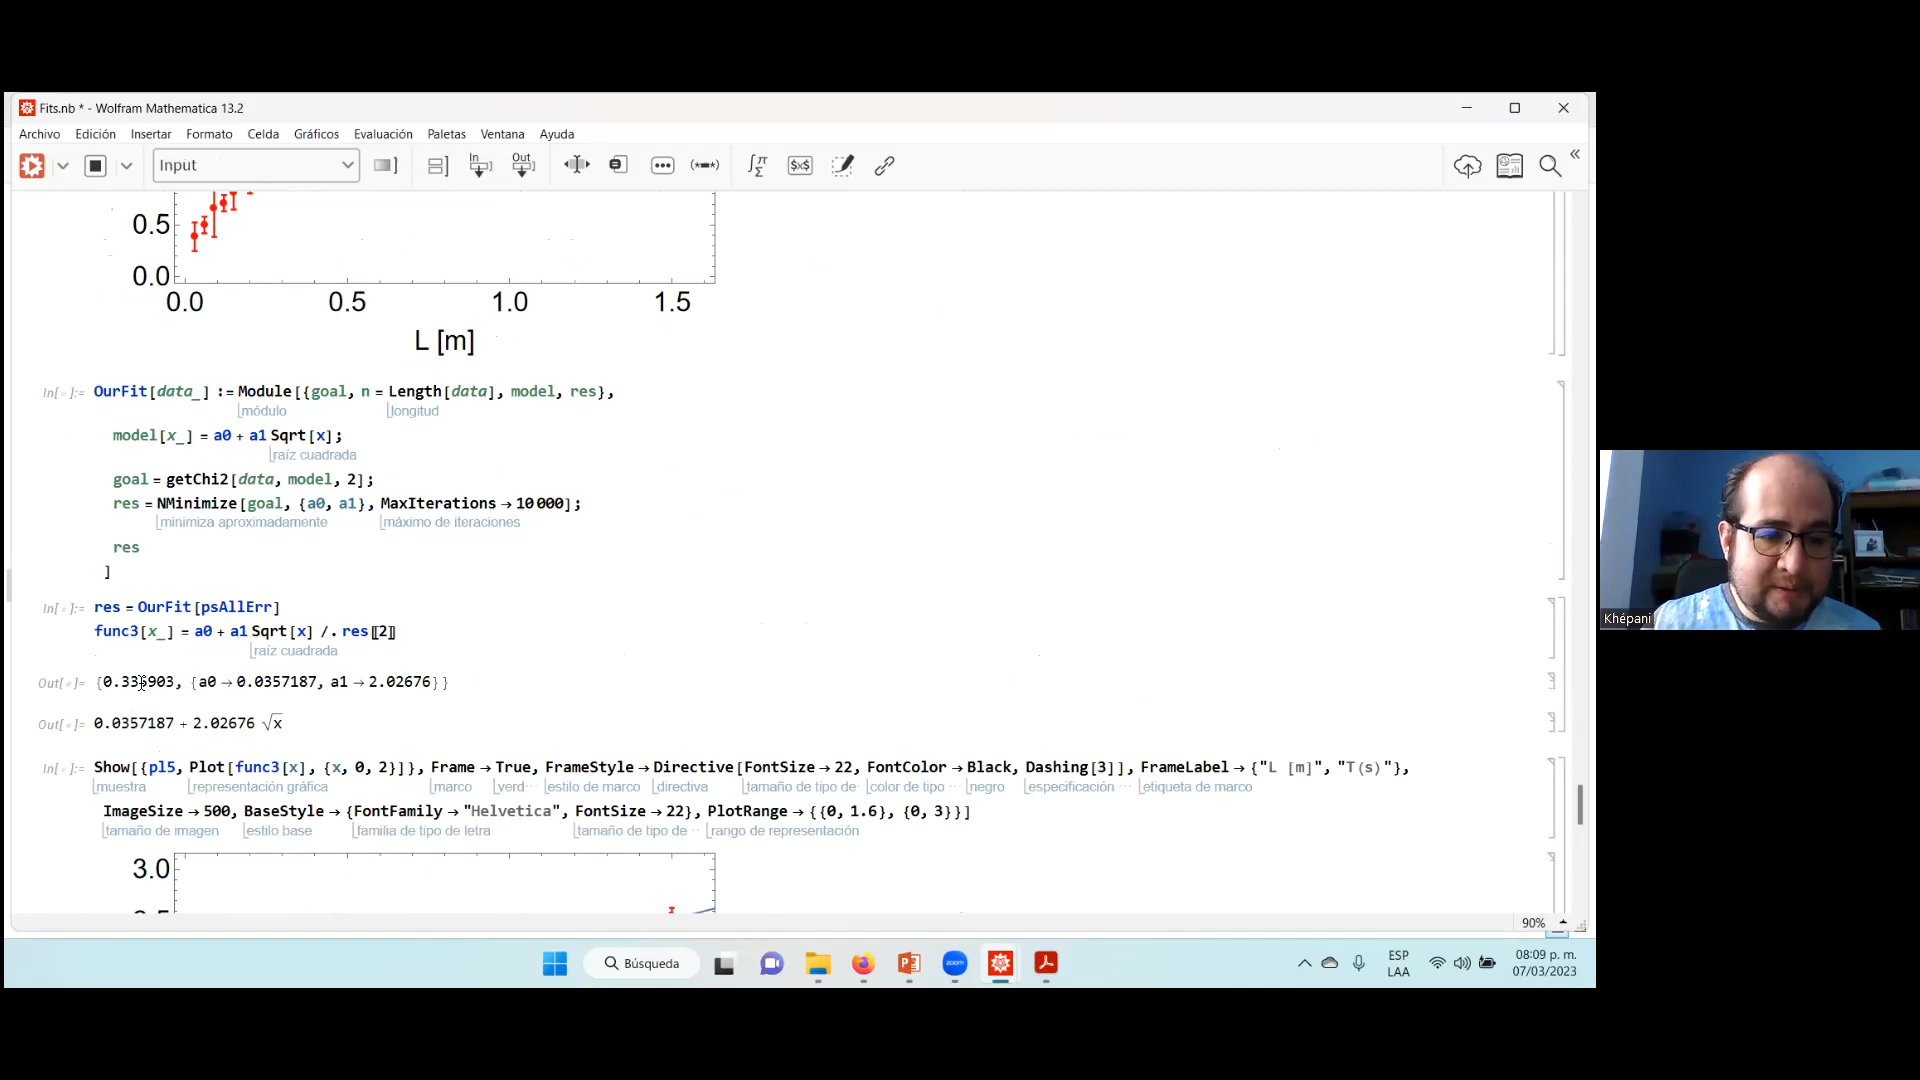 Fits.nb * - Wolfram Mathematica 13.2
Archivo Edición Insertar Formato Celda Gráficos Evaluación Paletas Ventana Ayuda
Input In Out $x$
0.5
0.0
0.0 0.5 1.0 1.5
L [m]
In[ ]:= OurFit[data_] := Module[{goal, n = Length[data], model, res},
módulo longitud
model[x_] = a0 + a1 Sqrt[x];
raíz cuadrada
goal = getChi2[data, model, 2];
res = NMinimize[goal, {a0, a1}, MaxIterations → 10 000];
minimiza aproximadamente máximo de iteraciones
res
]
In[ ]:= res = OurFit[psAllErr]
func3[x_] = a0 + a1 Sqrt[x] /. res[[2]]
raíz cuadrada
Out[ ]= {a0 → 0.0357187, a1 → 2.02676}}
Out[ ]= 0.0357187 + 2.02676 √x
In[ ]:= Show[{pl5, Plot[func3[x], {x, 0, 2}]}, Frame → True, FrameStyle → Directive[FontSize → 22, FontColor → Black, Dashing[3]], FrameLabel → {"L [m]", "T(s)"},
muestra representación gráfica marco verd··· estilo de marco directiva tamaño de tipo de· color de tipo ··· negro especificación ··· etiqueta de marco
ImageSize → 500, BaseStyle → {FontFamily → "Helvetica", FontSize → 22}, PlotRange → {{0, 1.6}, {0, 3}}]
tamaño de imagen estilo base familia de tipo de letra tamaño de tipo de ·· rango de representación
3.0
90%
Khépani
Búsqueda zoom ESP 08:09 p. m.
LAA 07/03/2023